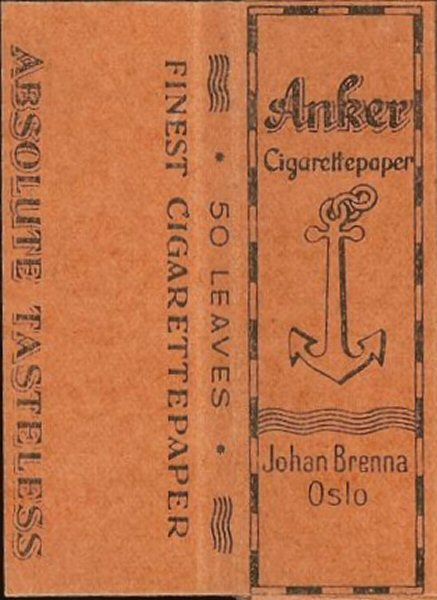 Anker
Cigarettepaper
Johan Brenna
Oslo
• 50 LEAVES •
FINEST CIGARETTEPAPER
ABSOLUTE TASTELESS